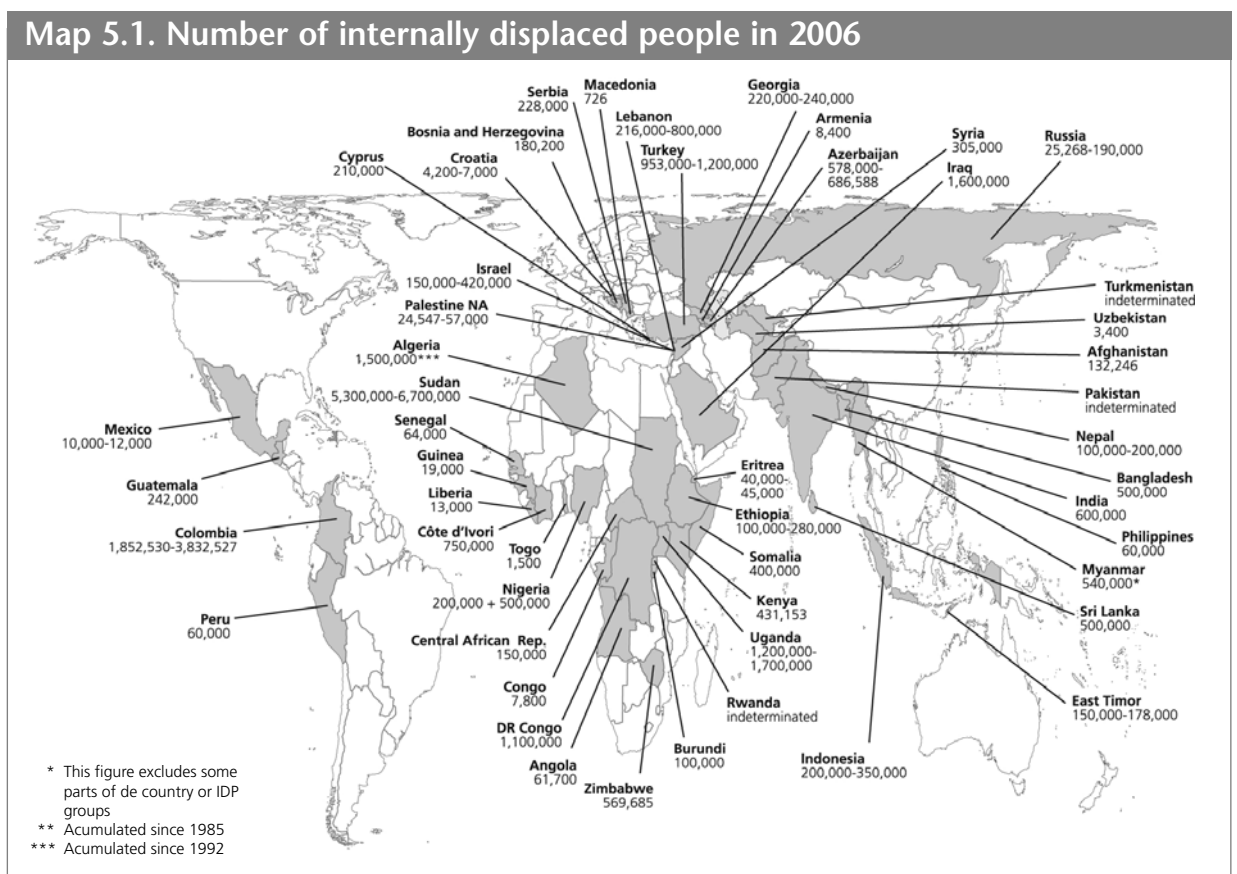 Map 5.1. Number of internally displaced people in 2006
Serbia
228,000
Macedonia
726
Georgia
220,000-240,000
Bosnia and Herzegovina
180,200
Lebanon
216,000-800,000
Armenia
8,400
Syria
305,000
Russia
25,268-190,000
Cyprus
210,000
Croatia
4,200-7,000
Turkey
953,000-1,200,000
Azerbaijan
578,000-
686,588
Iraq
1,600,000
Israel
150,000-420,000
Palestine NA
24,547-57,000
Algeria
1,500,000***
Sudan
5,300,000-6,700,000
Senegal
64,000
Guinea
19,000
Liberia
13,000
Côte d'Ivori
750,000
Togo
1,500
Nigeria
200,000 + 500,000
Central African Rep.
150,000
Congo
7,800
DR Congo
1,100,000
Angola
61,700
Zimbabwe
569,685
Mexico
10,000-12,000
Guatemala
242,000
Colombia
1,852,530-3,832,527
Peru
60,000
Eritrea
40,000-
45,000
Ethiopia
100,000-280,000
Somalia
400,000
Kenya
431,153
Uganda
1,200,000-
1,700,000
Rwanda
indeterminated
Burundi
100,000
Turkmenistan
indeterminated
Uzbekistan
3,400
Afghanistan
132,246
Pakistan
indeterminated
Nepal
100,000-200,000
Bangladesh
500,000
India
600,000
Philippines
60,000
Myanmar
540,000*
Sri Lanka
500,000
East Timor
150,000-178,000
Indonesia
200,000-350,000
* This figure excludes some
parts of de country or IDP
groups
** Acumulated since 1985
*** Acumulated since 1992